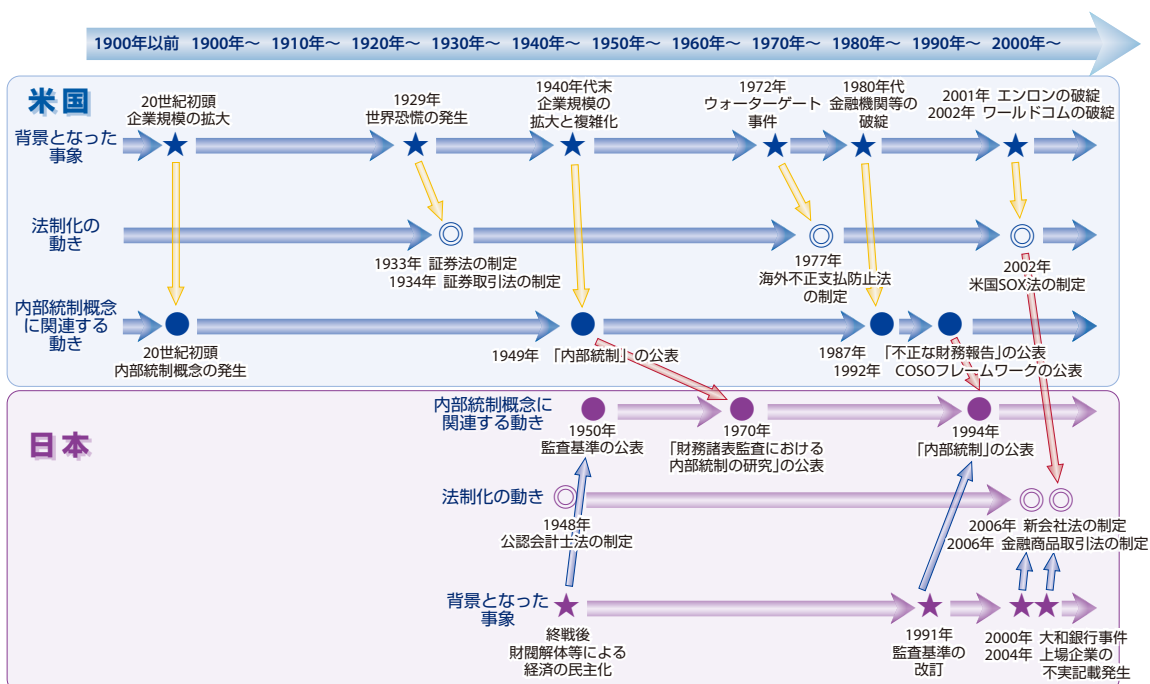 1900年以前 1900年～ 1910年～ 1920年～ 1930年～ 1940年～ 1950年～ 1960年～ 1970年～ 1980年～ 1990年～ 2000年～
米国
背景となった
事象
20世紀初頭
企業規模の拡大
1929年
世界恐慌の発生
1940年代末
企業規模の
拡大と複雑化
1972年
ウォーターゲート
事件
1980年代
金融機関等の
破綻
2001年 エンロンの破綻
2002年 ワールドコムの破綻
法制化の
動き
1933年 証券法の制定
1934年 証券取引法の制定
1977年
海外不正支払防止法
の制定
2002年
米国SOX法の制定
内部統制概念
に関連する
動き
20世紀初頭
内部統制概念の発生
1949年 「内部統制」の公表
1987年 「不正な財務報告」の公表
1992年 COSOフレームワークの公表
日本
内部統制概念に
関連する動き
1950年
監査基準の公表
1970年
「財務諸表監査における
内部統制の研究」の公表
1994年
「内部統制」の公表
法制化の動き
1948年
公認会計士法の制定
2006年 新会社法の制定
2006年 金融商品取引法の制定
背景となった
事象
終戦後
財閥解体等による
経済の民主化
1991年
監査基準の
改訂
2000年 大和銀行事件
2004年 上場企業の
不実記載発生